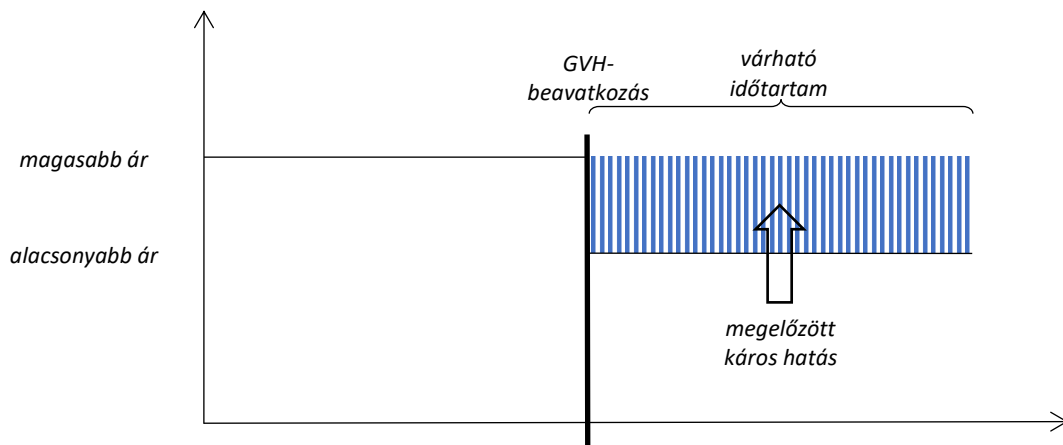 GVH-
beavatkozás
várható
időtartam
magasabb ár
alacsonyabb ár
megelőzött
káros hatás